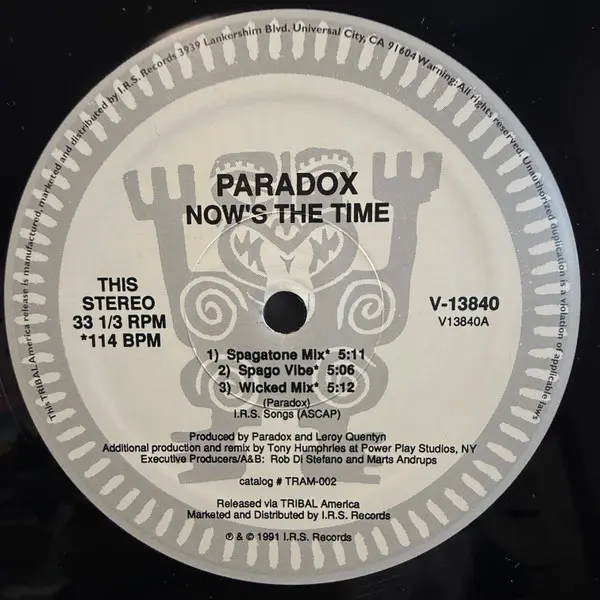 This TRIBAL America release is manufactured, marketed and distributed by I.R.S. Records 3939 Lankershim Blvd. Universal City, CA 91604 Warning: All rights reserved. Unauthorized duplication is a violation of applicable laws
PARADOX
NOW'S THE TIME
THIS
STEREO
33 1/3 RPM
*114 BPM
V-13840
V13840A
1) Spagatone Mix* 5:11
2) Spago Vibe* 5:06
3) Wicked Mix* 5:12
(Paradox)
I.R.S. Songs (ASCAP)
Produced by Paradox and Leroy Quentyn
Additional production and remix by Tony Humphries at Power Play Studios, NY
Executive Producers/A&B: Rob Di Stefano and Marts Andrups
catalog # TRAM-002
Released via TRIBAL America
Marketed and Distributed by I.R.S. Records
℗ & © 1991 I.R.S. Records